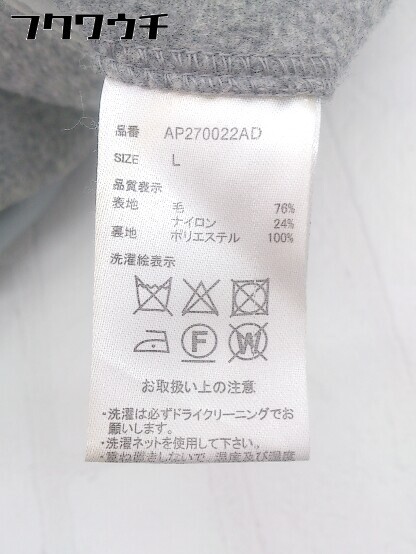 フクワウチ
品番 AP270022AD
SIZE L
品質表示
表地 毛 76%
ナイロン 24%
裏地 ポリエステル 100%
洗濯絵表示
F W
お取扱い上の注意
・洗濯は必ずドライクリーニングでお
願いします。
・洗濯ネットを使用して下さい。